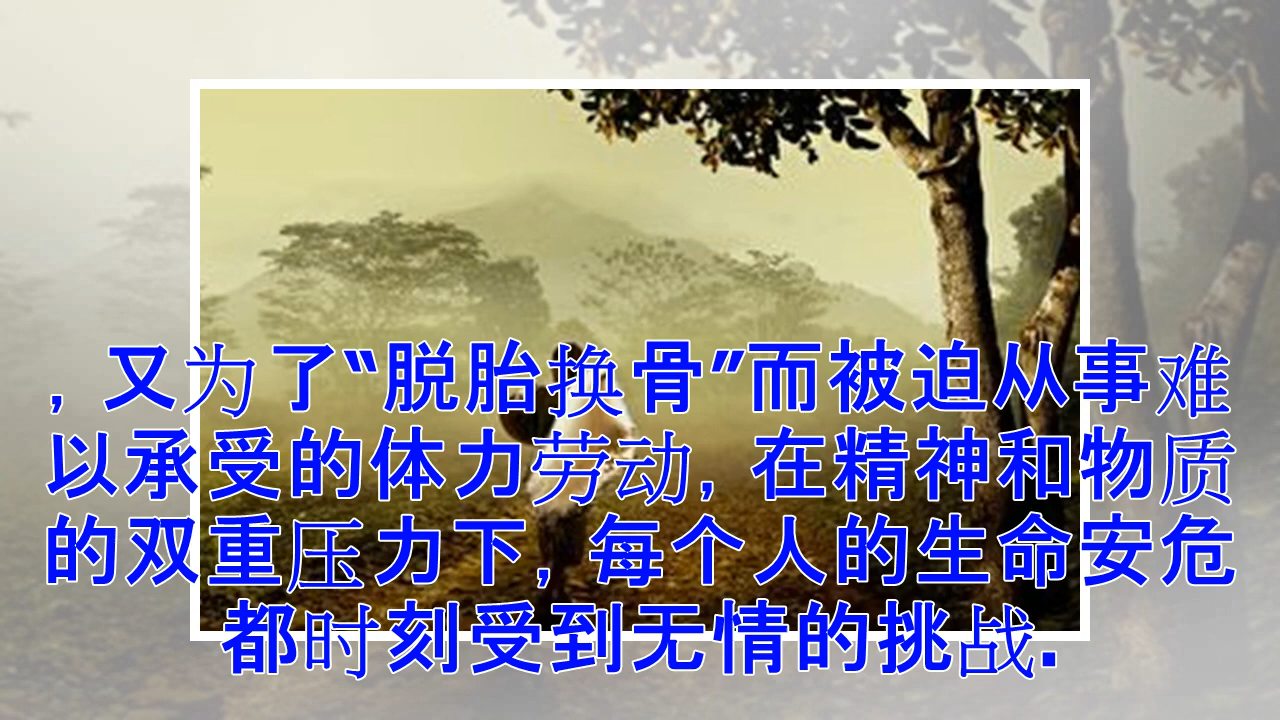 , 又为了“脱胎换骨”而被迫从事难
以承受的体力劳动, 在精神和物质
的双重压力下, 每个人的生命安危
都时刻受到无情的挑战.